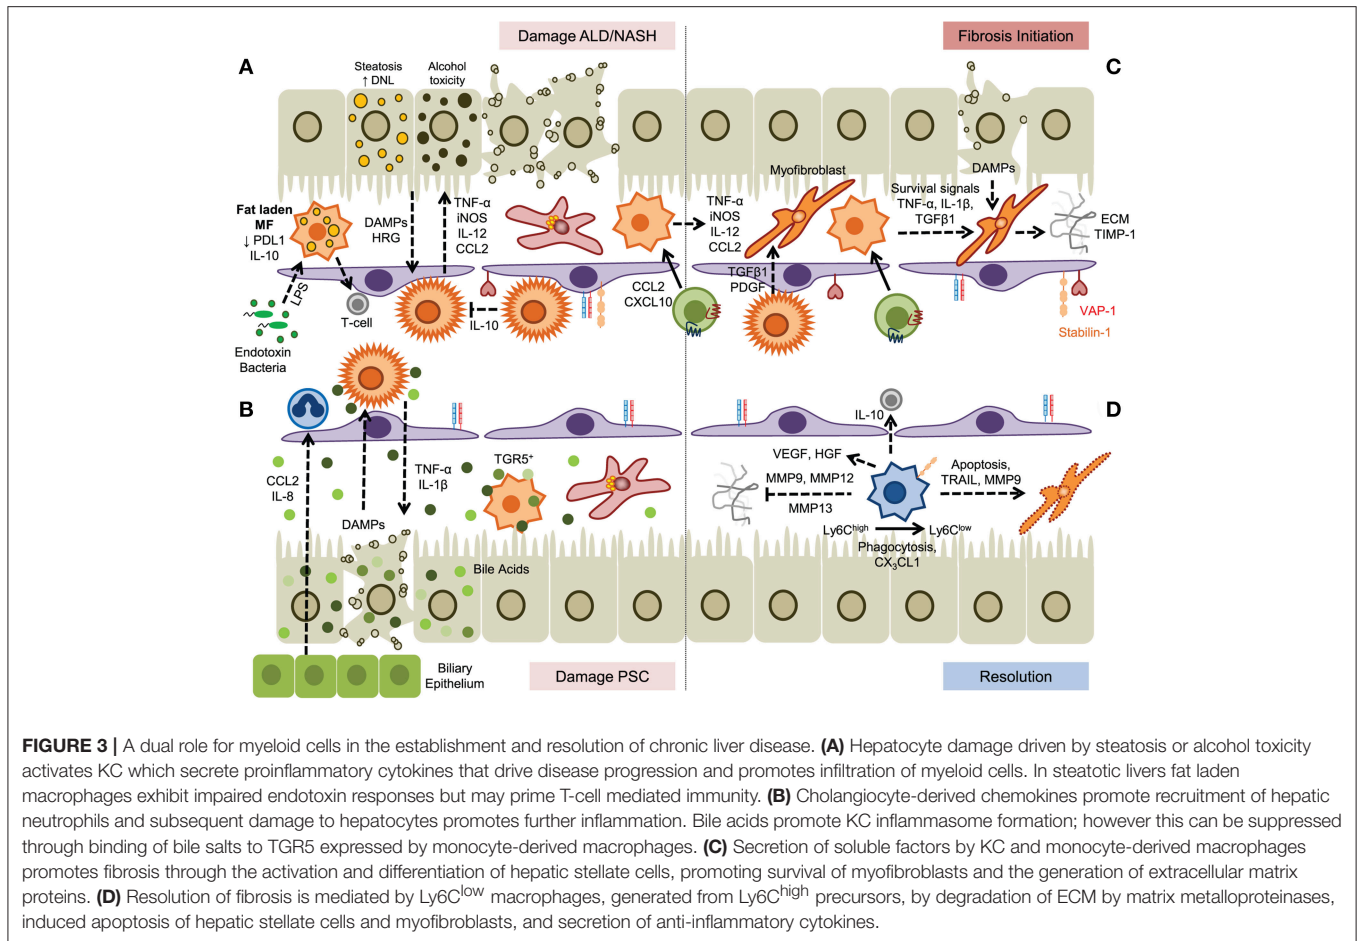 Damage ALD/NASH
Fibrosis Initiation
A
Steatosis
↑ DNL
Alcohol
toxicity
C
Fat laden
MF
↓ PDL1
IL-10
DAMPs
HRG
TNF-α
iNOS
IL-12
CCL2
TNF-α
iNOS
IL-12
CCL2
Myofibroblast
Survival signals
TNF-α, IL-1β,
TGFβ1
DAMPs
ECM
TIMP-1
LPS
T-cell
IL-10
CCL2
CXCL10
TGFβ1
PDGF
VAP-1
Stabilin-1
Endotoxin
Bacteria
B
CCL2
IL-8
DAMPs
TNF-α
IL-1β
TGR5⁺
Bile Acids
Biliary
Epithelium
Damage PSC
D
IL-10
VEGF, HGF
MMP9, MMP12
MMP13
Apoptosis,
TRAIL, MMP9
Ly6Chigh
Ly6Clow
Phagocytosis,
CX₃CL1
Resolution
FIGURE 3 | A dual role for myeloid cells in the establishment and resolution of chronic liver disease. (A) Hepatocyte damage driven by steatosis or alcohol toxicity
activates KC which secrete proinflammatory cytokines that drive disease progression and promotes infiltration of myeloid cells. In steatotic livers fat laden
macrophages exhibit impaired endotoxin responses but may prime T-cell mediated immunity. (B) Cholangiocyte-derived chemokines promote recruitment of hepatic
neutrophils and subsequent damage to hepatocytes promotes further inflammation. Bile acids promote KC inflammasome formation; however this can be suppressed
through binding of bile salts to TGR5 expressed by monocyte-derived macrophages. (C) Secretion of soluble factors by KC and monocyte-derived macrophages
promotes fibrosis through the activation and differentiation of hepatic stellate cells, promoting survival of myofibroblasts and the generation of extracellular matrix
proteins. (D) Resolution of fibrosis is mediated by Ly6Clow macrophages, generated from Ly6Chigh precursors, by degradation of ECM by matrix metalloproteinases,
induced apoptosis of hepatic stellate cells and myofibroblasts, and secretion of anti-inflammatory cytokines.